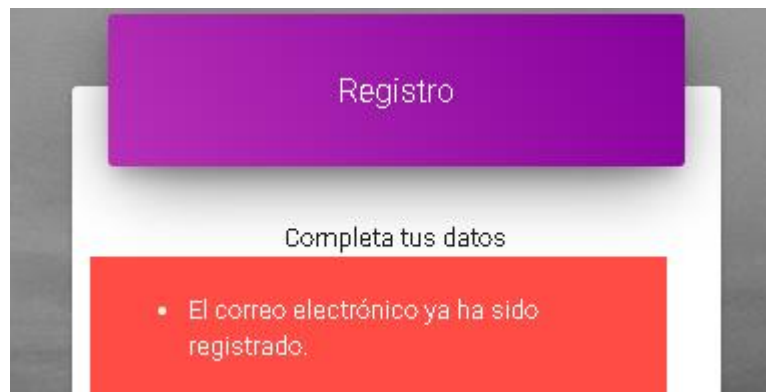 Registro
Completa tus datos
El correo electrónico ya ha sido
registrado.